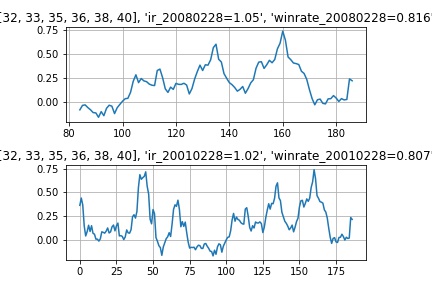 [32, 33, 35, 36, 38, 40], 'ir_20080228=1.05', 'winrate_20080228=0.816'
0.75
0.50
0.25
0.00
80 100 120 140 160 180
[32, 33, 35, 36, 38, 40], 'ir_20010228=1.02', 'winrate_20010228=0.807'
0.75
0.50
0.25
0.00
0 25 50 75 100 125 150 175